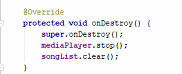 @Override
protected void onDestroy() {
super.onDestroy();
mediaPlayer.stop();
songList.clear();
}